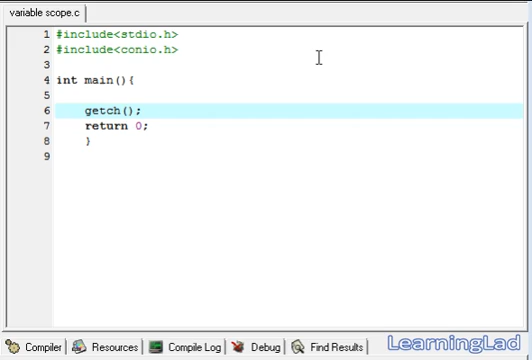 variable scope.c
1 #include<stdio.h>
2 #include<conio.h>
3
4 int main(){
5
6 getch();
7 return 0;
8 }
9
Compiler Resources Compile Log Debug Find Results
LearningLad